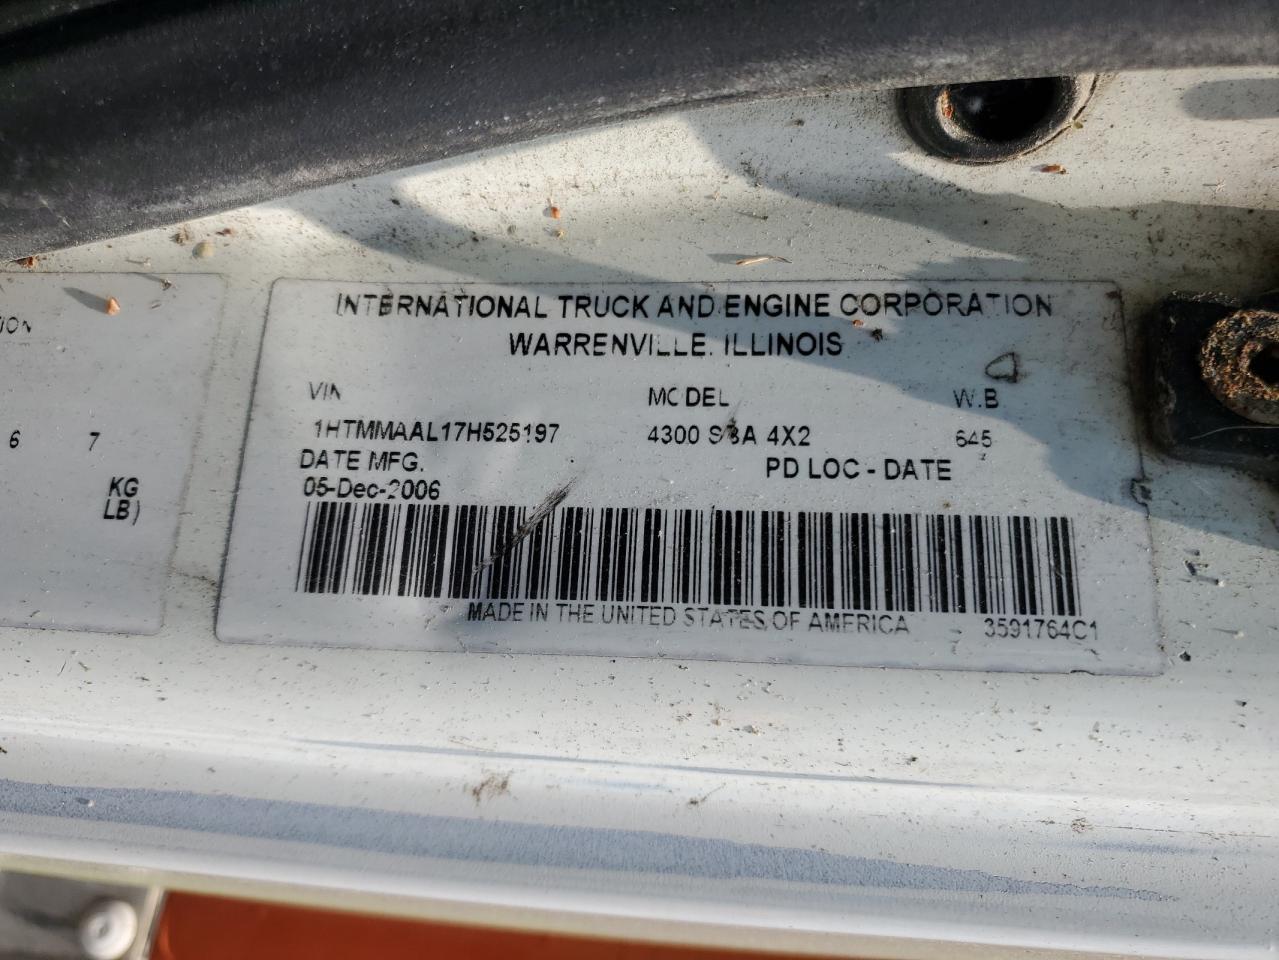 ION
6 7
KG
LB)
INTERNATIONAL TRUCK AND ENGINE CORPORATION
WARRENVILLE, ILLINOIS
VIN MODEL W.B
1HTMMAAL17H525197 4300 SBA 4X2 645
DATE MFG. PD LOC - DATE
05-Dec-2006
MADE IN THE UNITED STATES OF AMERICA 3591764C1